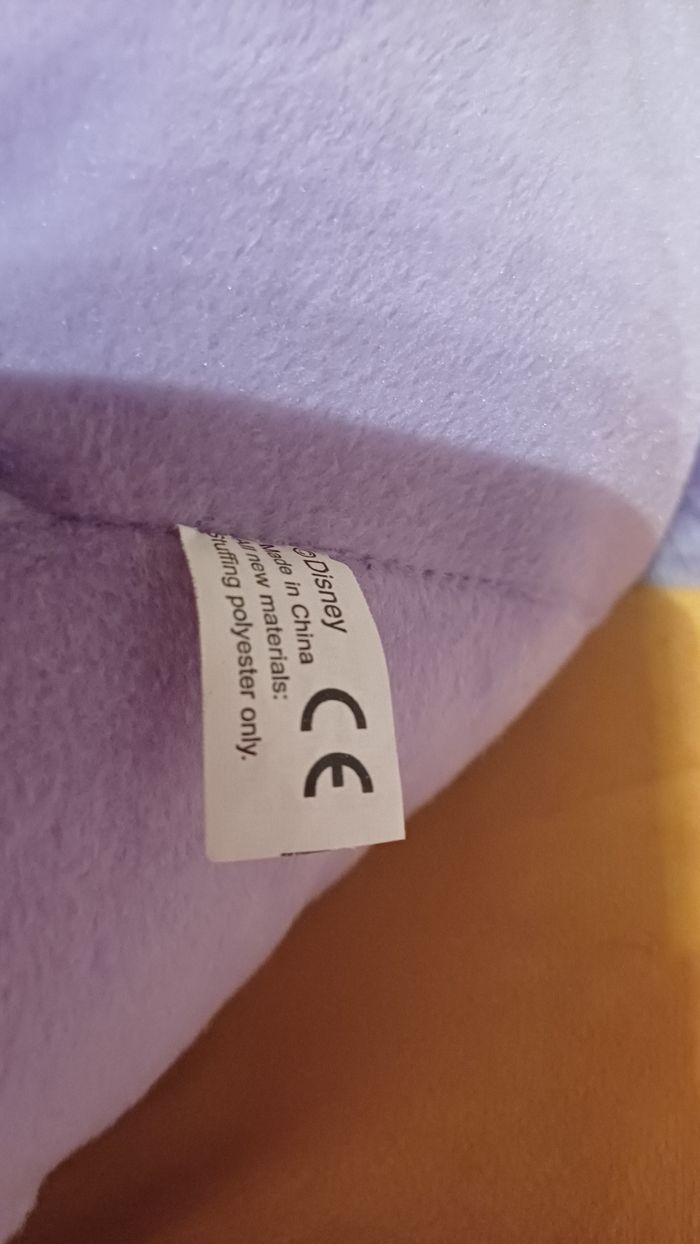 © Disney
Made in China
All new materials:
Stuffing polyester only.
CE